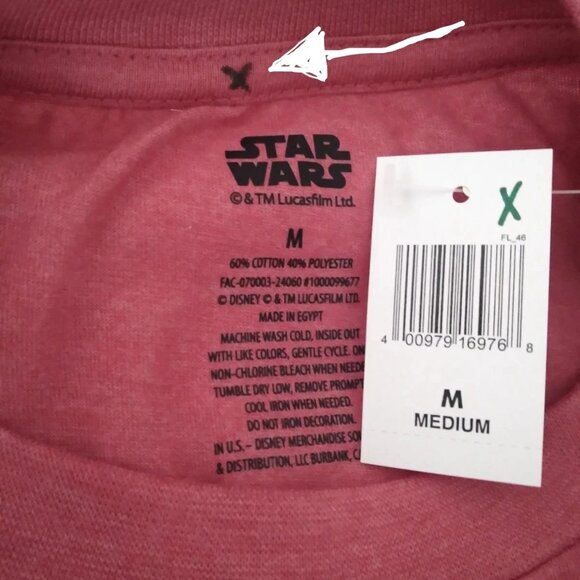 X
STAR
WARS
© & TM LUCASFILM LTD.
M
60% COTTON 40% POLYESTER
FAC-070003-24060 #1000099677
© DISNEY © & TM LUCASFILM LTD.
MADE IN EGYPT
MACHINE WASH COLD, INSIDE OUT
WITH LIKE COLORS, GENTLE CYCLE.
NON-CHLORINE BLEACH WHEN
TUMBLE DRY LOW, REMOVE
COOL IRON WHEN NEEDED.
DO NOT IRON DECORATION.
IN U.S.- DISNEY MERCHANDISE
& DISTRIBUTION, LLC BURBANK,
X
FL_46
4 00979 16976 8
M
MEDIUM